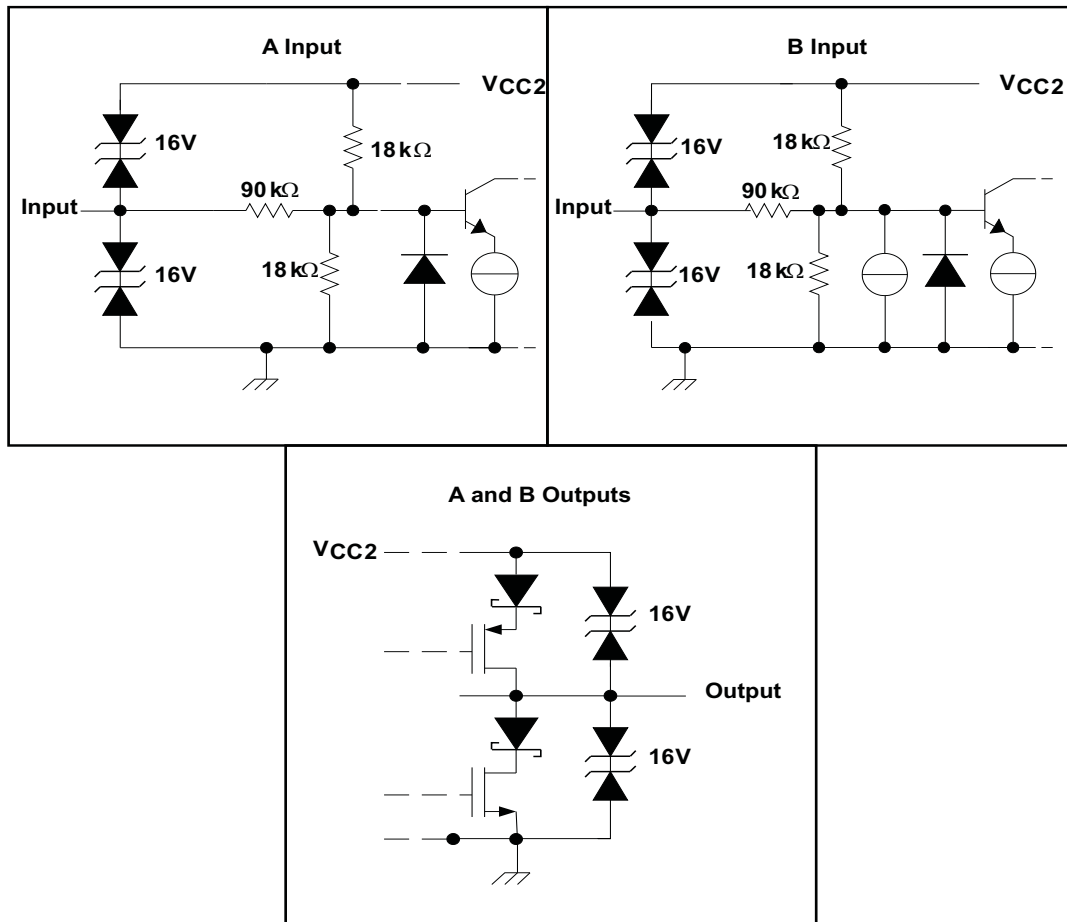 A Input
VCC2
16V
18 kΩ
90 kΩ
Input
16V
18 kΩ
B Input
VCC2
16V
18 kΩ
90 kΩ
Input
16V
18 kΩ
A and B Outputs
VCC2
16V
Output
16V